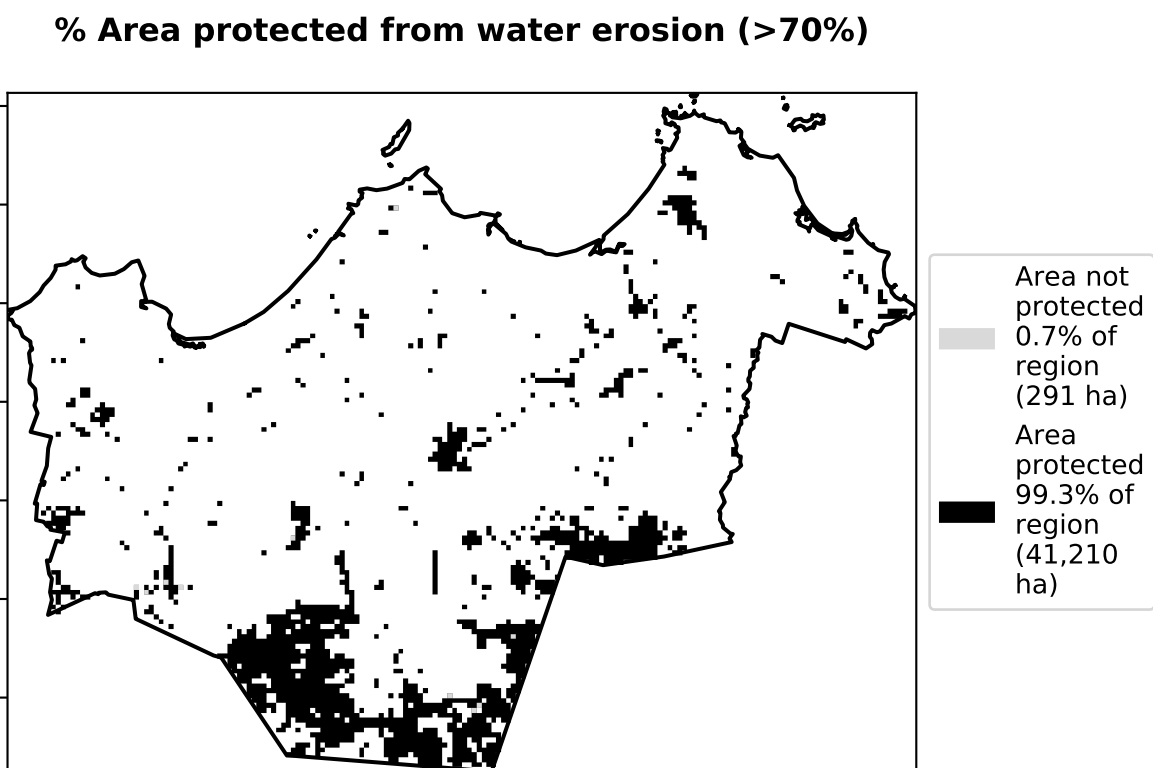 % Area protected from water erosion (>70%)
Area not
protected
0.7% of
region
(291 ha)
Area
protected
99.3% of
region
(41,210
ha)